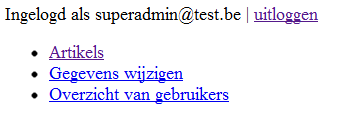 Ingelogd als superadmin@test.be | uitloggen
Artikels
Gegevens wijzigen
Overzicht van gebruikers